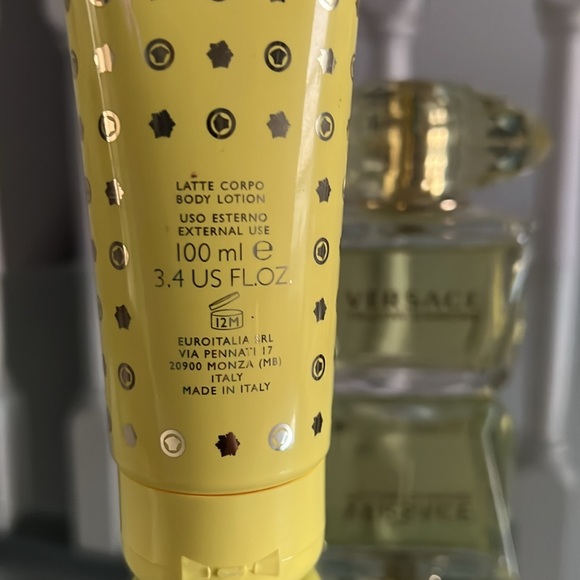 LATTE CORPO
BODY LOTION
USO ESTERNO
EXTERNAL USE
100 ml ℮
3.4 US FL.OZ.
12M
EUROITALIA SRL
VIA PENNATI 17
20900 MONZA (MB)
ITALY
MADE IN ITALY
VERSACE